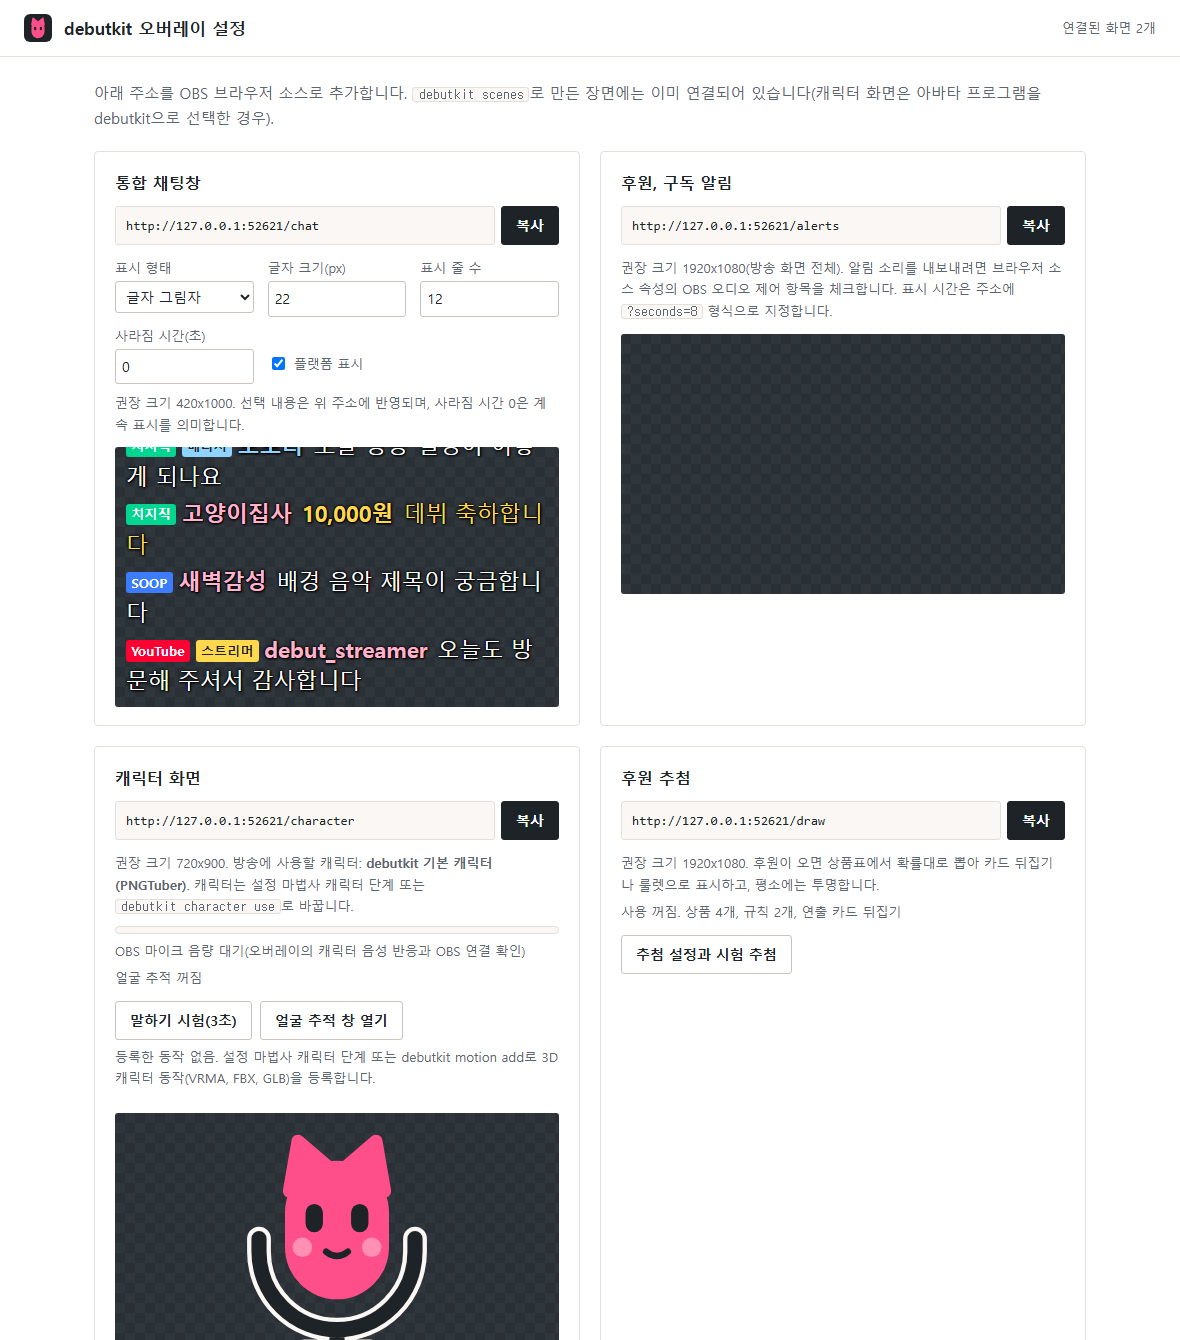 debutkit 오버레이 설정
연결된 화면 2개
아래 주소를 OBS 브라우저 소스로 추가합니다. debutkit scenes로 만든 장면에는 이미 연결되어 있습니다(캐릭터 화면은 아바타 프로그램을
debutkit으로 선택한 경우).
통합 채팅창
http://127.0.0.1:52621/chat
복사
표시 형태
글자 크기(px)
표시 줄 수
글자 그림자
22
12
사라짐 시간(초)
0
플랫폼 표시
권장 크기 420x1000. 선택 내용은 위 주소에 반영되며, 사라짐 시간 0은 계
속 표시를 의미합니다.
게 되나요
치지직 고양이집사 10,000원 데뷔 축하합니
다
SOOP 새벽감성 배경 음악 제목이 궁금합니
다
YouTube 스트리머 debut_streamer 오늘도 방
문해 주셔서 감사합니다
후원, 구독 알림
http://127.0.0.1:52621/alerts
복사
권장 크기 1920x1080(방송 화면 전체). 알림 소리를 내보내려면 브라우저 소
스 속성의 OBS 오디오 제어 항목을 체크합니다. 표시 시간은 주소에
?seconds=8 형식으로 지정합니다.
캐릭터 화면
http://127.0.0.1:52621/character
복사
권장 크기 720x900. 방송에 사용할 캐릭터: debutkit 기본 캐릭터
(PNGTuber). 캐릭터는 설정 마법사 캐릭터 단계 또는
debutkit character use로 바꿉니다.
OBS 마이크 음량 대기(오버레이의 캐릭터 음성 반응과 OBS 연결 확인)
얼굴 추적 꺼짐
말하기 시험(3초)
얼굴 추적 창 열기
등록한 동작 없음. 설정 마법사 캐릭터 단계 또는 debutkit motion add로 3D
캐릭터 동작(VRMA, FBX, GLB)을 등록합니다.
후원 추첨
http://127.0.0.1:52621/draw
복사
권장 크기 1920x1080. 후원이 오면 상품표에서 확률대로 뽑아 카드 뒤집기
나 룰렛으로 표시하고, 평소에는 투명합니다.
사용 꺼짐. 상품 4개, 규칙 2개, 연출 카드 뒤집기
추첨 설정과 시험 추첨